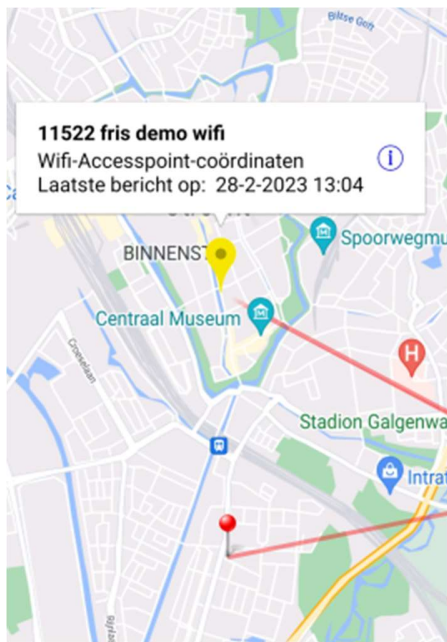 Biltse Grift
11522 fris demo wifi
Wifi-Accesspoint-coördinaten
Laatste bericht op: 28-2-2023 13:04
BINNENST
Spoorwegmu
Centraal Museum
H
Croeselaan
Stadion Galgenwa
Intrat